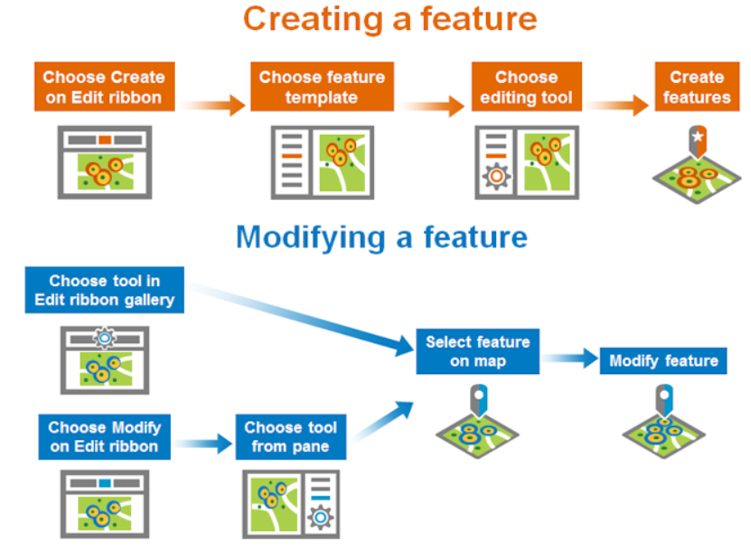 Creating a feature
Choose Create
on Edit ribbon
Choose feature
template
Choose
editing tool
Create
features
Modifying a feature
Choose tool in
Edit ribbon gallery
Select feature
on map
Modify feature
Choose Modify
on Edit ribbon
Choose tool
from pane